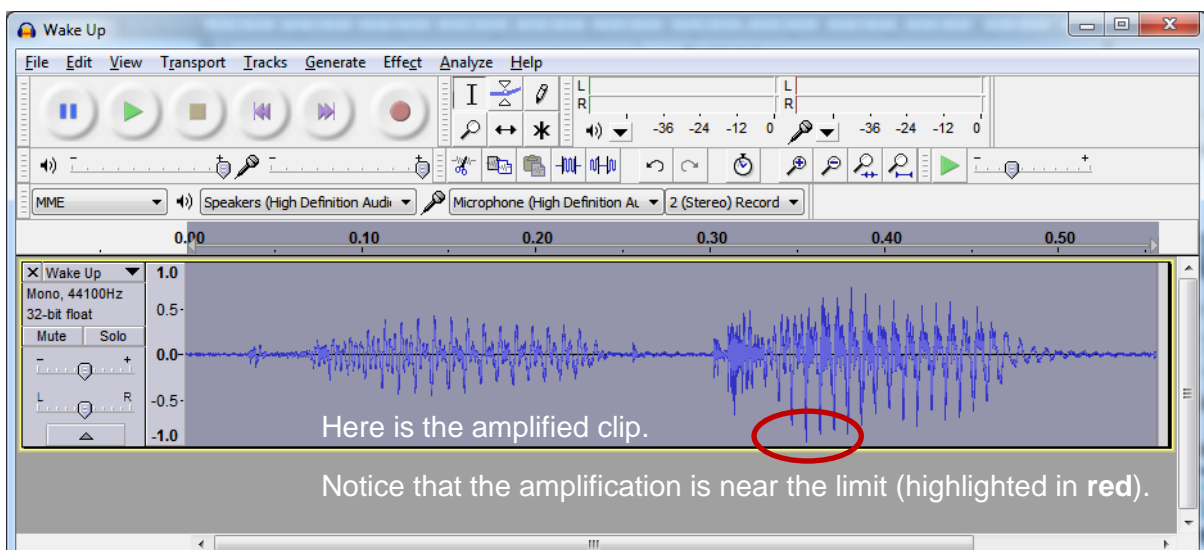 Wake Up
File Edit View Transport Tracks Generate Effect Analyze Help
L
R
-36 -24 -12 0
L
R
-36 -24 -12 0
MME
Speakers (High Definition Audi
Microphone (High Definition Au
2 (Stereo) Record
0.00 0.10 0.20 0.30 0.40 0.50
Wake Up
Mono, 44100Hz
32-bit float
Mute Solo
- +
L R
1.0
0.5-
0.0-
-0.5-
-1.0
Here is the amplified clip.
Notice that the amplification is near the limit (highlighted in red).